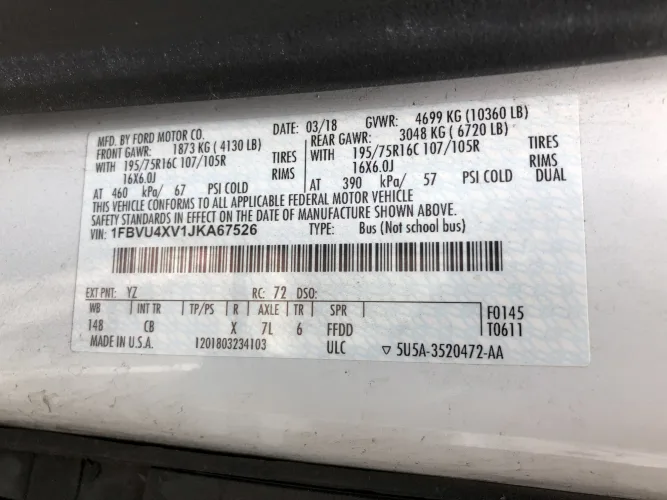 MFD. BY FORD MOTOR CO. DATE: 03/18 GVWR: 4699 KG (10360 LB)
FRONT GAWR: 1873 KG ( 4130 LB) REAR GAWR: 3048 KG ( 6720 LB)
WITH 195/75R16C 107/105R TIRES WITH 195/75R16C 107/105R TIRES
16X6.0J RIMS 16X6.0J RIMS
AT 460 kPa/ 67 PSI COLD AT 390 kPa/ 57 PSI COLD DUAL
THIS VEHICLE CONFORMS TO ALL APPLICABLE FEDERAL MOTOR VEHICLE
SAFETY STANDARDS IN EFFECT ON THE DATE OF MANUFACTURE SHOWN ABOVE.
VIN: 1FBVU4XV1JKA67526 TYPE: Bus (Not school bus)
EXT PNT: YZ RC: 72 DSO:
WB INT TR TP/PS R AXLE TR SPR F0145
148 CB X 7L 6 FFDD T0611
MADE IN U.S.A. 1201803234103 ULC ▽ 5U5A-3520472-AA